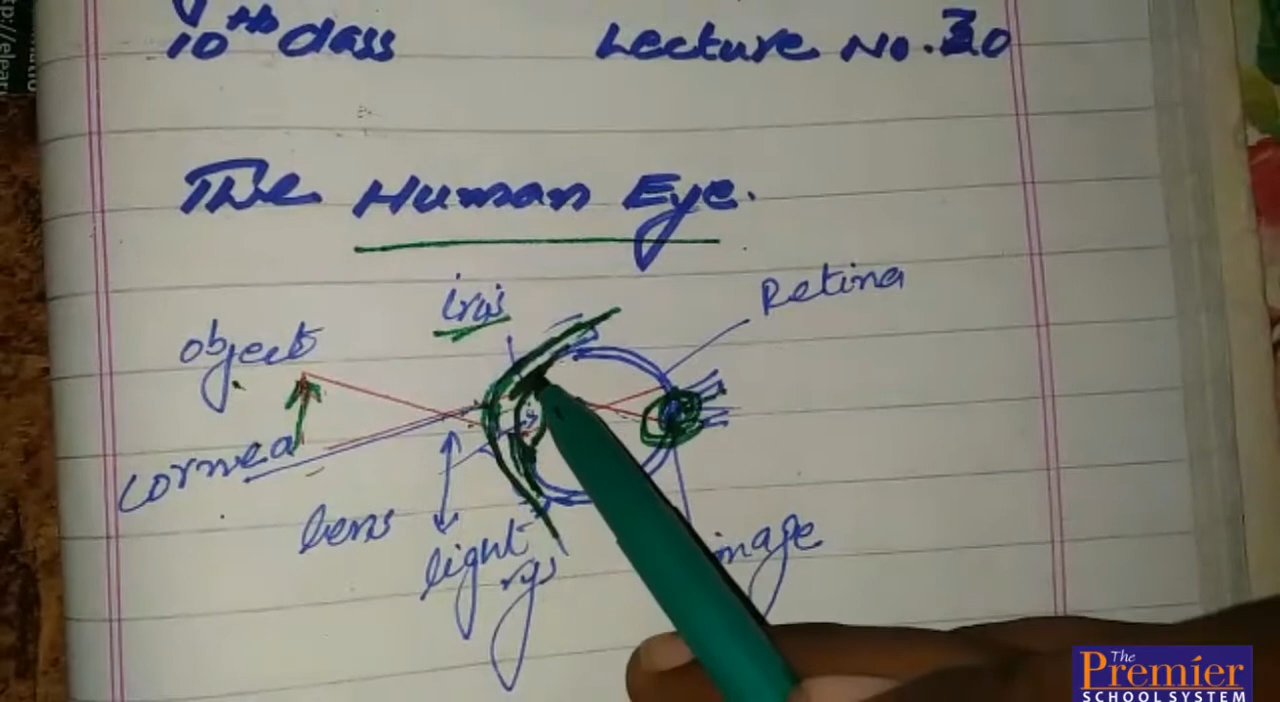 10th class Lecture No. 30
The Human Eye.
iris
Retina
object
cornea
lens
light
rys
image
The
Premier
SCHOOL SYSTEM